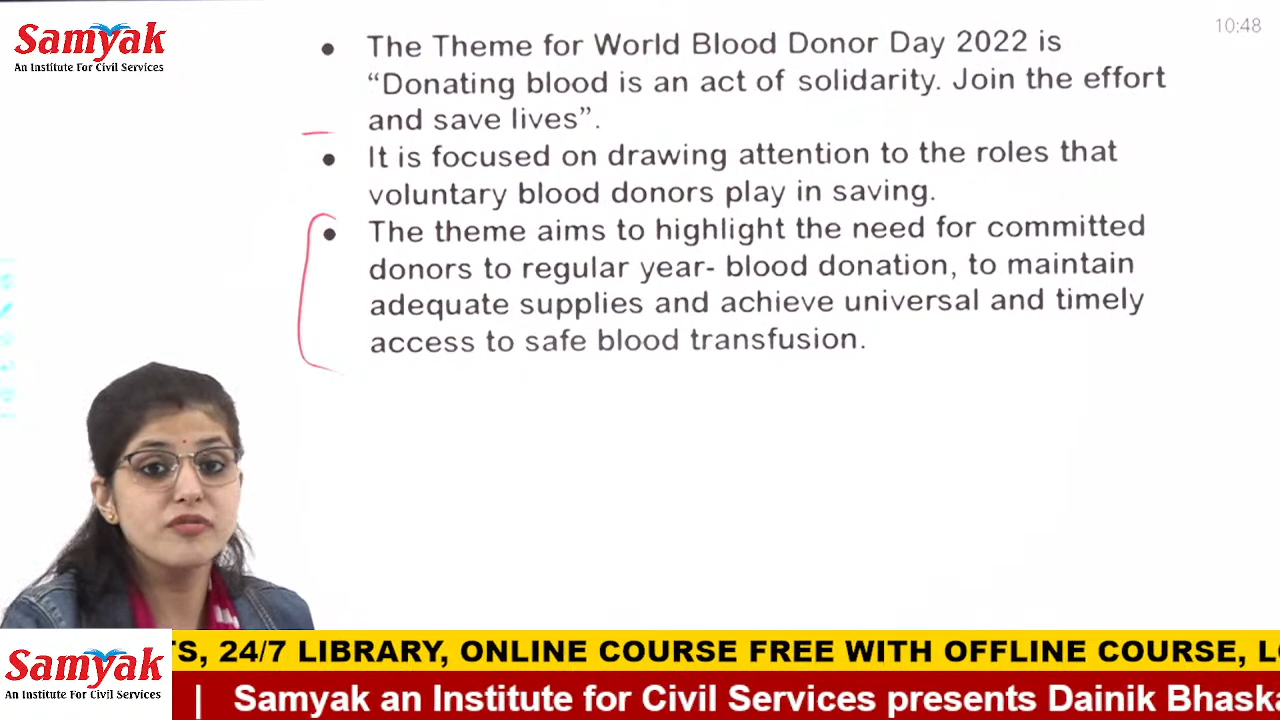 Samyak
An Institute For Civil Services
10:48
• The Theme for World Blood Donor Day 2022 is
“Donating blood is an act of solidarity. Join the effort
and save lives”.
• It is focused on drawing attention to the roles that
voluntary blood donors play in saving.
• The theme aims to highlight the need for committed
donors to regular year- blood donation, to maintain
adequate supplies and achieve universal and timely
access to safe blood transfusion.
Samyak
An Institute For Civil Services
TS, 24/7 LIBRARY, ONLINE COURSE FREE WITH OFFLINE COURSE, L
| Samyak an Institute for Civil Services presents Dainik Bhaska